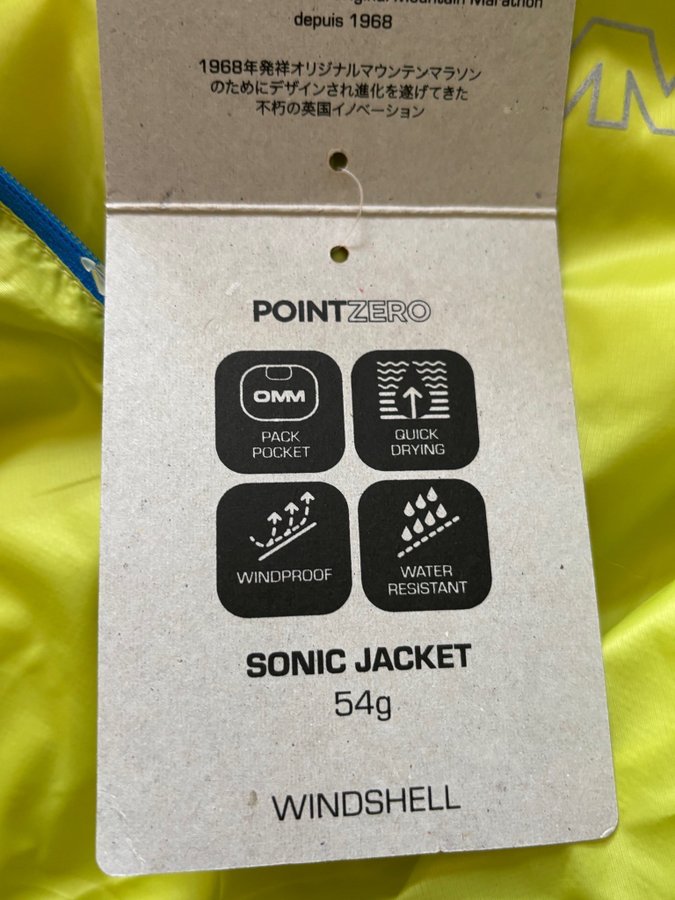 Original Mountain Marathon
depuis 1968
1968年発祥オリジナルマウンテンマラソン
のためにデザインされ進化を遂げてきた
不朽の英国イノベーション
POINTZERO
OMM
PACK
POCKET
QUICK
DRYING
WINDPROOF
WATER
RESISTANT
SONIC JACKET
54g
WINDSHELL